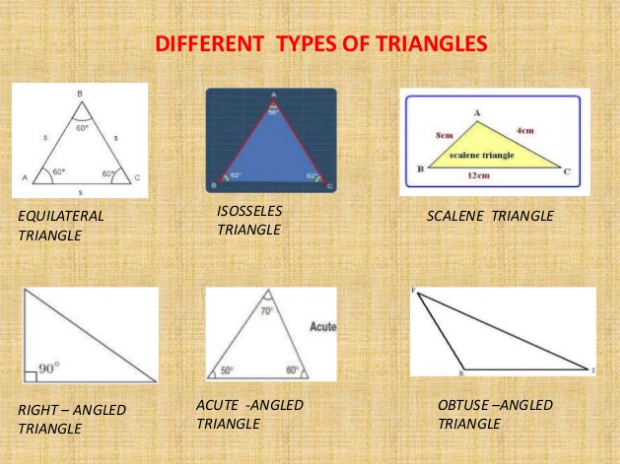 DIFFERENT TYPES OF TRIANGLES
B
60°
s
s
A
60°
60°
C
s
EQUILATERAL
TRIANGLE
A
56°
B
62°
62°
C
ISOSSELES
TRIANGLE
A
8cm
4cm
scalene triangle
B
C
12cm
SCALENE TRIANGLE
90°
RIGHT – ANGLED
TRIANGLE
70°
Acute
50°
60°
ACUTE -ANGLED
TRIANGLE
OBTUSE –ANGLED
TRIANGLE